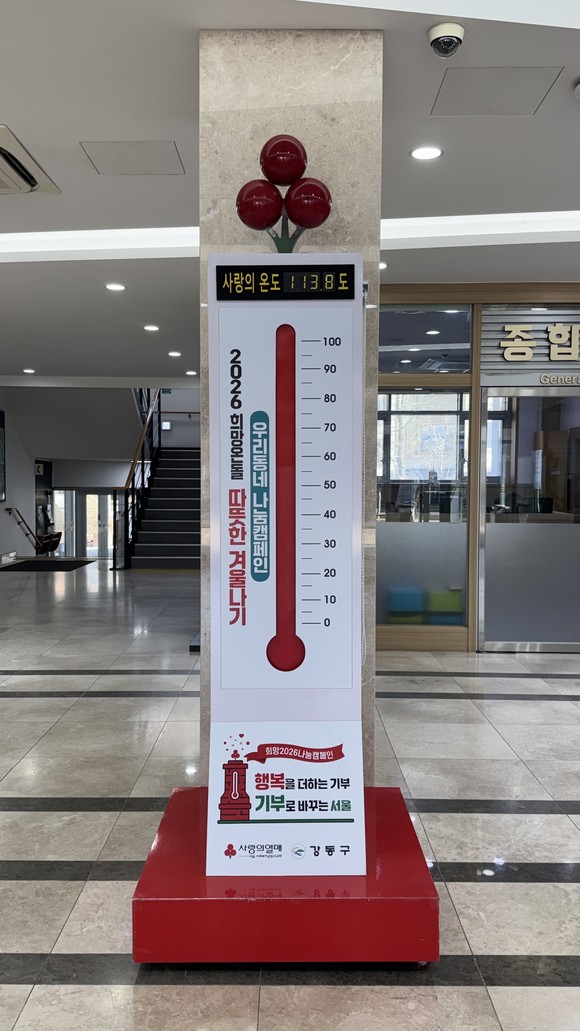 사랑의 온도 113.8 도
100
90
80
70
60
50
40
30
20
10
0
2026 희망온돌 따뜻한 겨울나기
우리동네 나눔캠페인
희망2026나눔캠페인
행복을 더하는 기부
기부로 바꾸는 서울
사랑의열매
강동구
종합
General